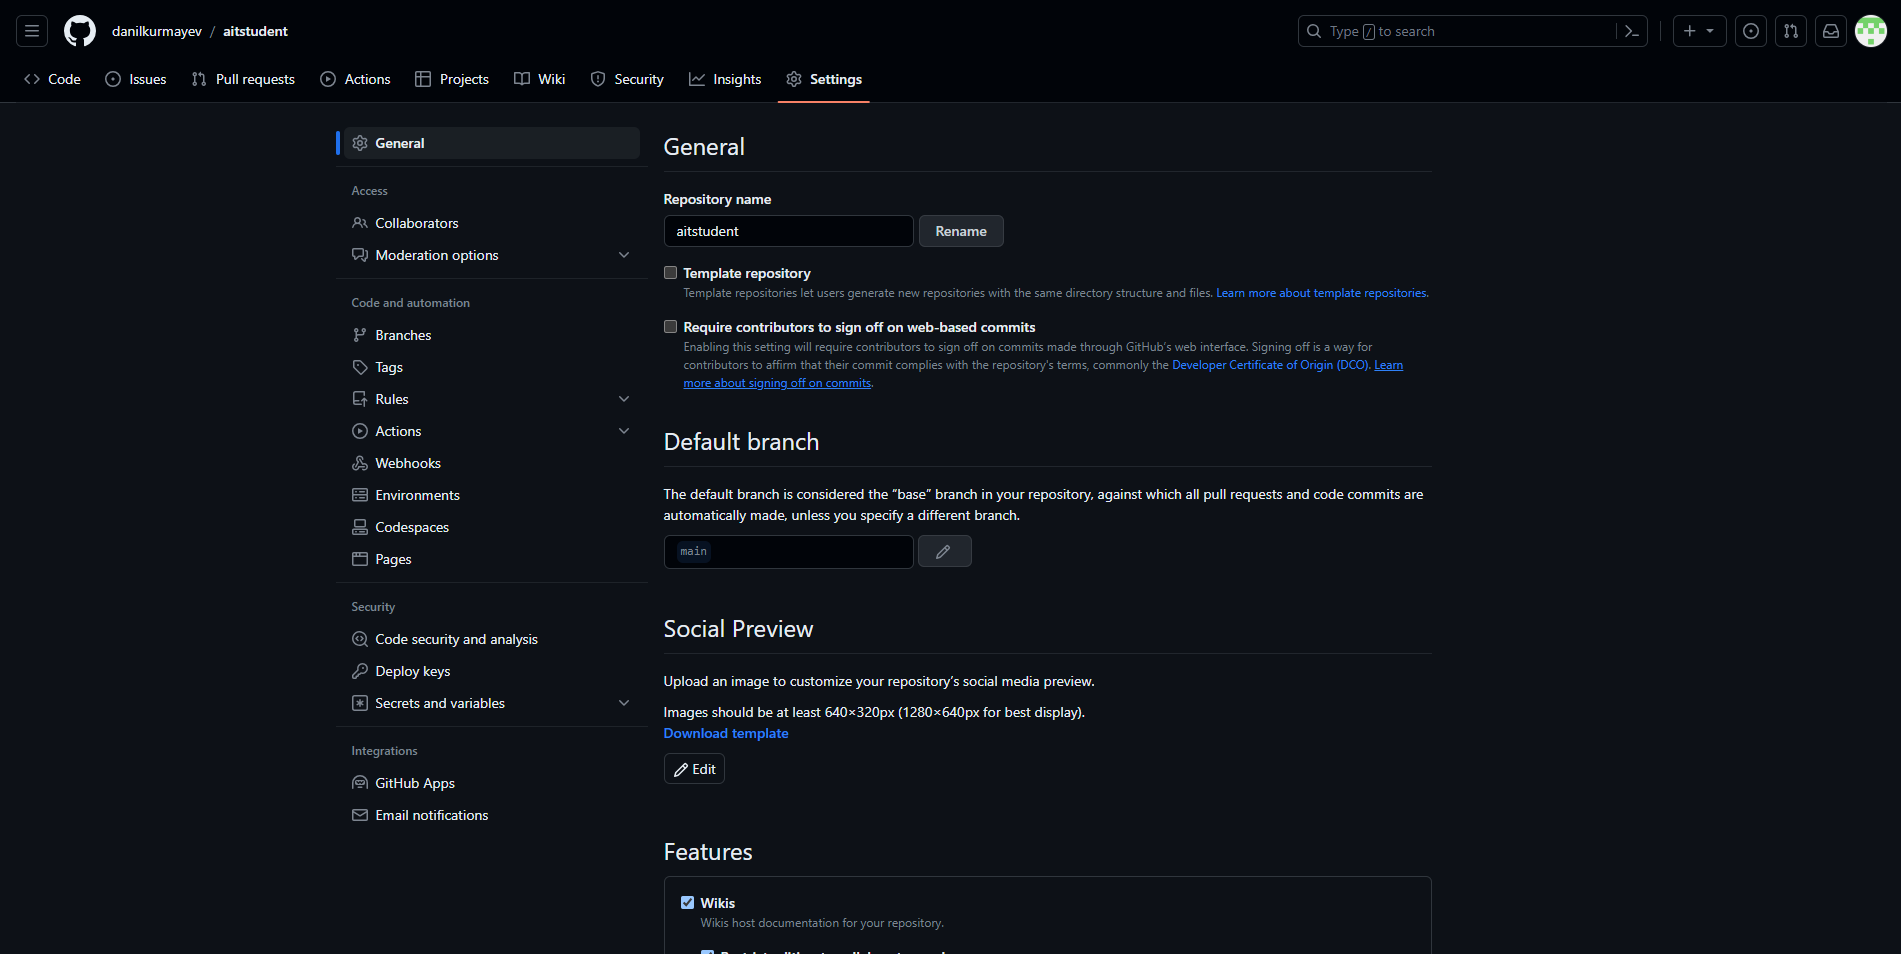 danilkurmayev / aitstudent
Type / to search
Code Issues Pull requests Actions Projects Wiki Security Insights Settings
General
Access
Collaborators
Moderation options
Code and automation
Branches
Tags
Rules
Actions
Webhooks
Environments
Codespaces
Pages
Security
Code security and analysis
Deploy keys
Secrets and variables
Integrations
GitHub Apps
Email notifications
General
Repository name
aitstudent Rename
Template repository
Template repositories let users generate new repositories with the same directory structure and files. Learn more about template repositories.
Require contributors to sign off on web-based commits
Enabling this setting will require contributors to sign off on commits made through GitHub's web interface. Signing off is a way for
contributors to affirm that their commit complies with the repository's terms, commonly the Developer Certificate of Origin (DCO). Learn
more about signing off on commits.
Default branch
The default branch is considered the “base” branch in your repository, against which all pull requests and code commits are
automatically made, unless you specify a different branch.
main
Social Preview
Upload an image to customize your repository's social media preview.
Images should be at least 640×320px (1280×640px for best display).
Download template
Edit
Features
Wikis
Wikis host documentation for your repository.